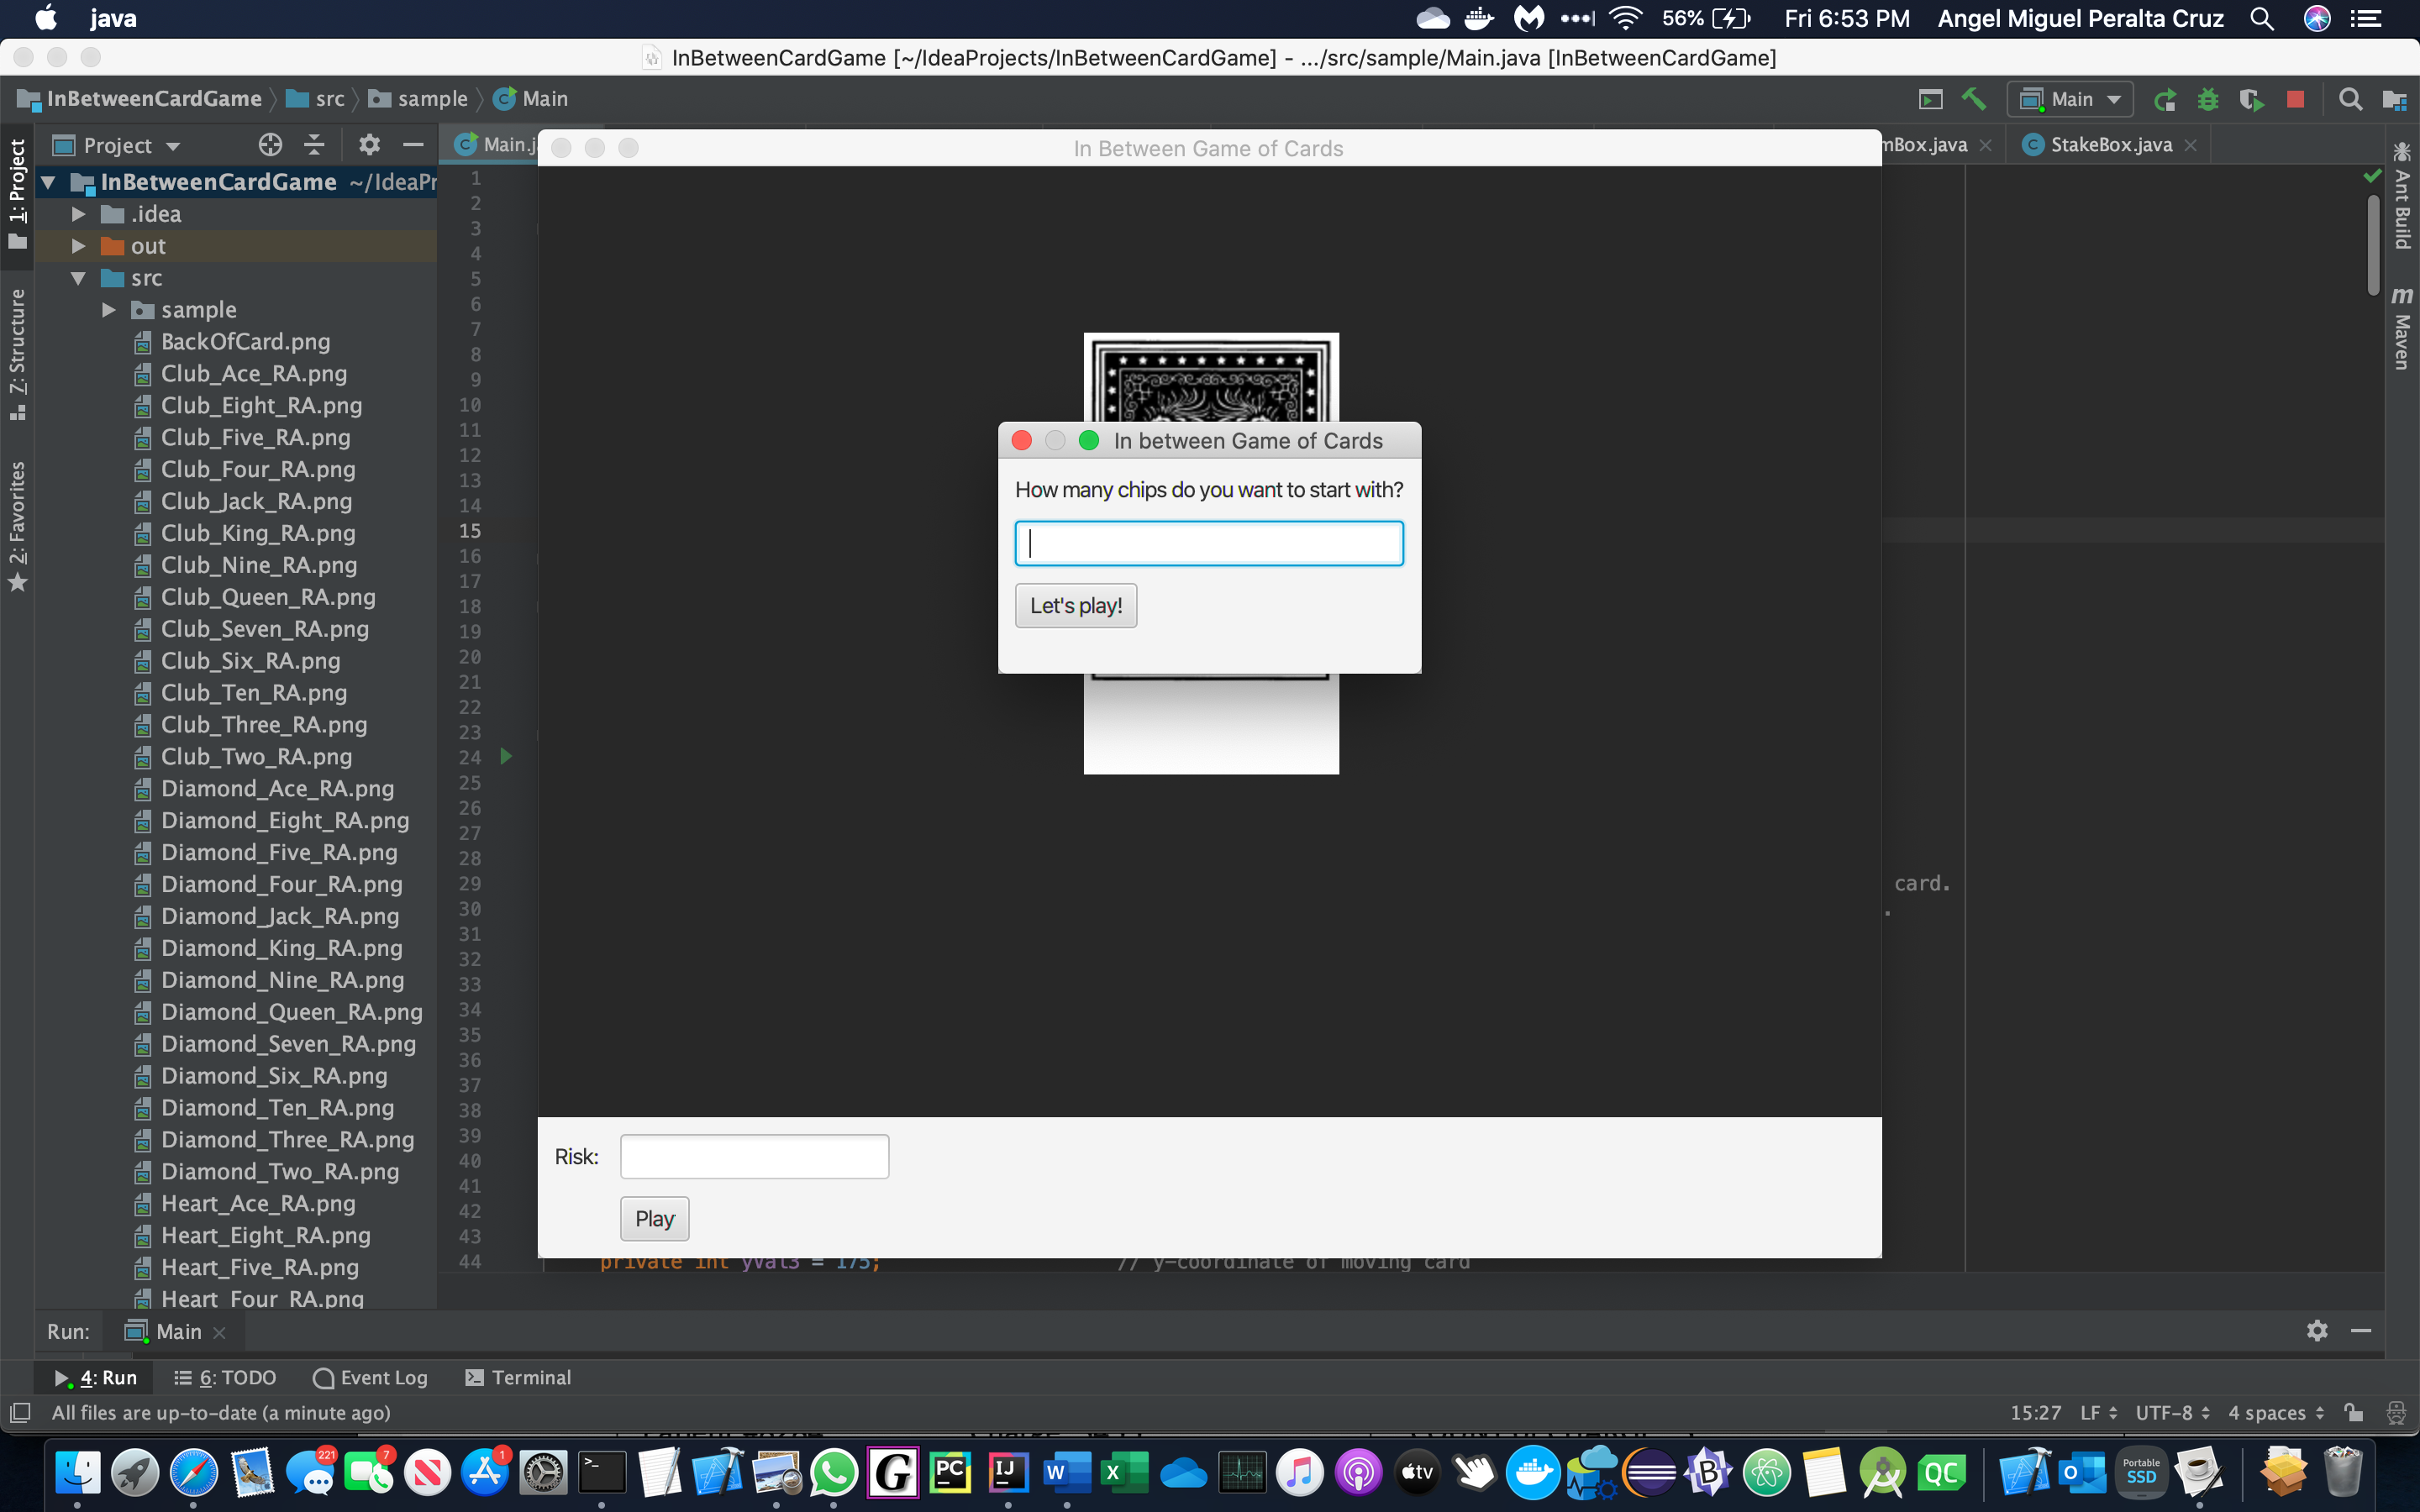 java
56%
Fri 6:53 PM
Angel Miguel Peralta Cruz
InBetweenCardGame [~/IdeaProjects/InBetweenCardGame] - .../src/sample/Main.java [InBetweenCardGame]
InBetweenCardGame
src
sample
Main
Main
1: Project
7: Structure
2: Favorites
Project
InBetweenCardGame ~/IdeaPr
.idea
out
src
sample
BackOfCard.png
Club_Ace_RA.png
Club_Eight_RA.png
Club_Five_RA.png
Club_Four_RA.png
Club_Jack_RA.png
Club_King_RA.png
Club_Nine_RA.png
Club_Queen_RA.png
Club_Seven_RA.png
Club_Six_RA.png
Club_Ten_RA.png
Club_Three_RA.png
Club_Two_RA.png
Diamond_Ace_RA.png
Diamond_Eight_RA.png
Diamond_Five_RA.png
Diamond_Four_RA.png
Diamond_Jack_RA.png
Diamond_King_RA.png
Diamond_Nine_RA.png
Diamond_Queen_RA.png
Diamond_Seven_RA.png
Diamond_Six_RA.png
Diamond_Ten_RA.png
Diamond_Three_RA.png
Diamond_Two_RA.png
Heart_Ace_RA.png
Heart_Eight_RA.png
Heart_Five_RA.png
Heart_Four_RA.png
Main.j
mBox.java
StakeBox.java
1
2
3
4
5
6
7
8
9
10
11
12
13
14
15
16
17
18
19
20
21
22
23
24
25
26
27
28
29
30
31
32
33
34
35
36
37
38
39
40
41
42
43
44
card.
.
private int yVal3 = 175; // y-coordinate of moving card
In Between Game of Cards
In between Game of Cards
How many chips do you want to start with?
Let's play!
Risk:
Play
Ant Build
m
Maven
Run:
Main
4: Run
6: TODO
Event Log
Terminal
All files are up-to-date (a minute ago)
15:27
LF
UTF-8
4 spaces
221
7
1
G
PC
IJ
W
X
tv
B
QC
O
Portable
SSD